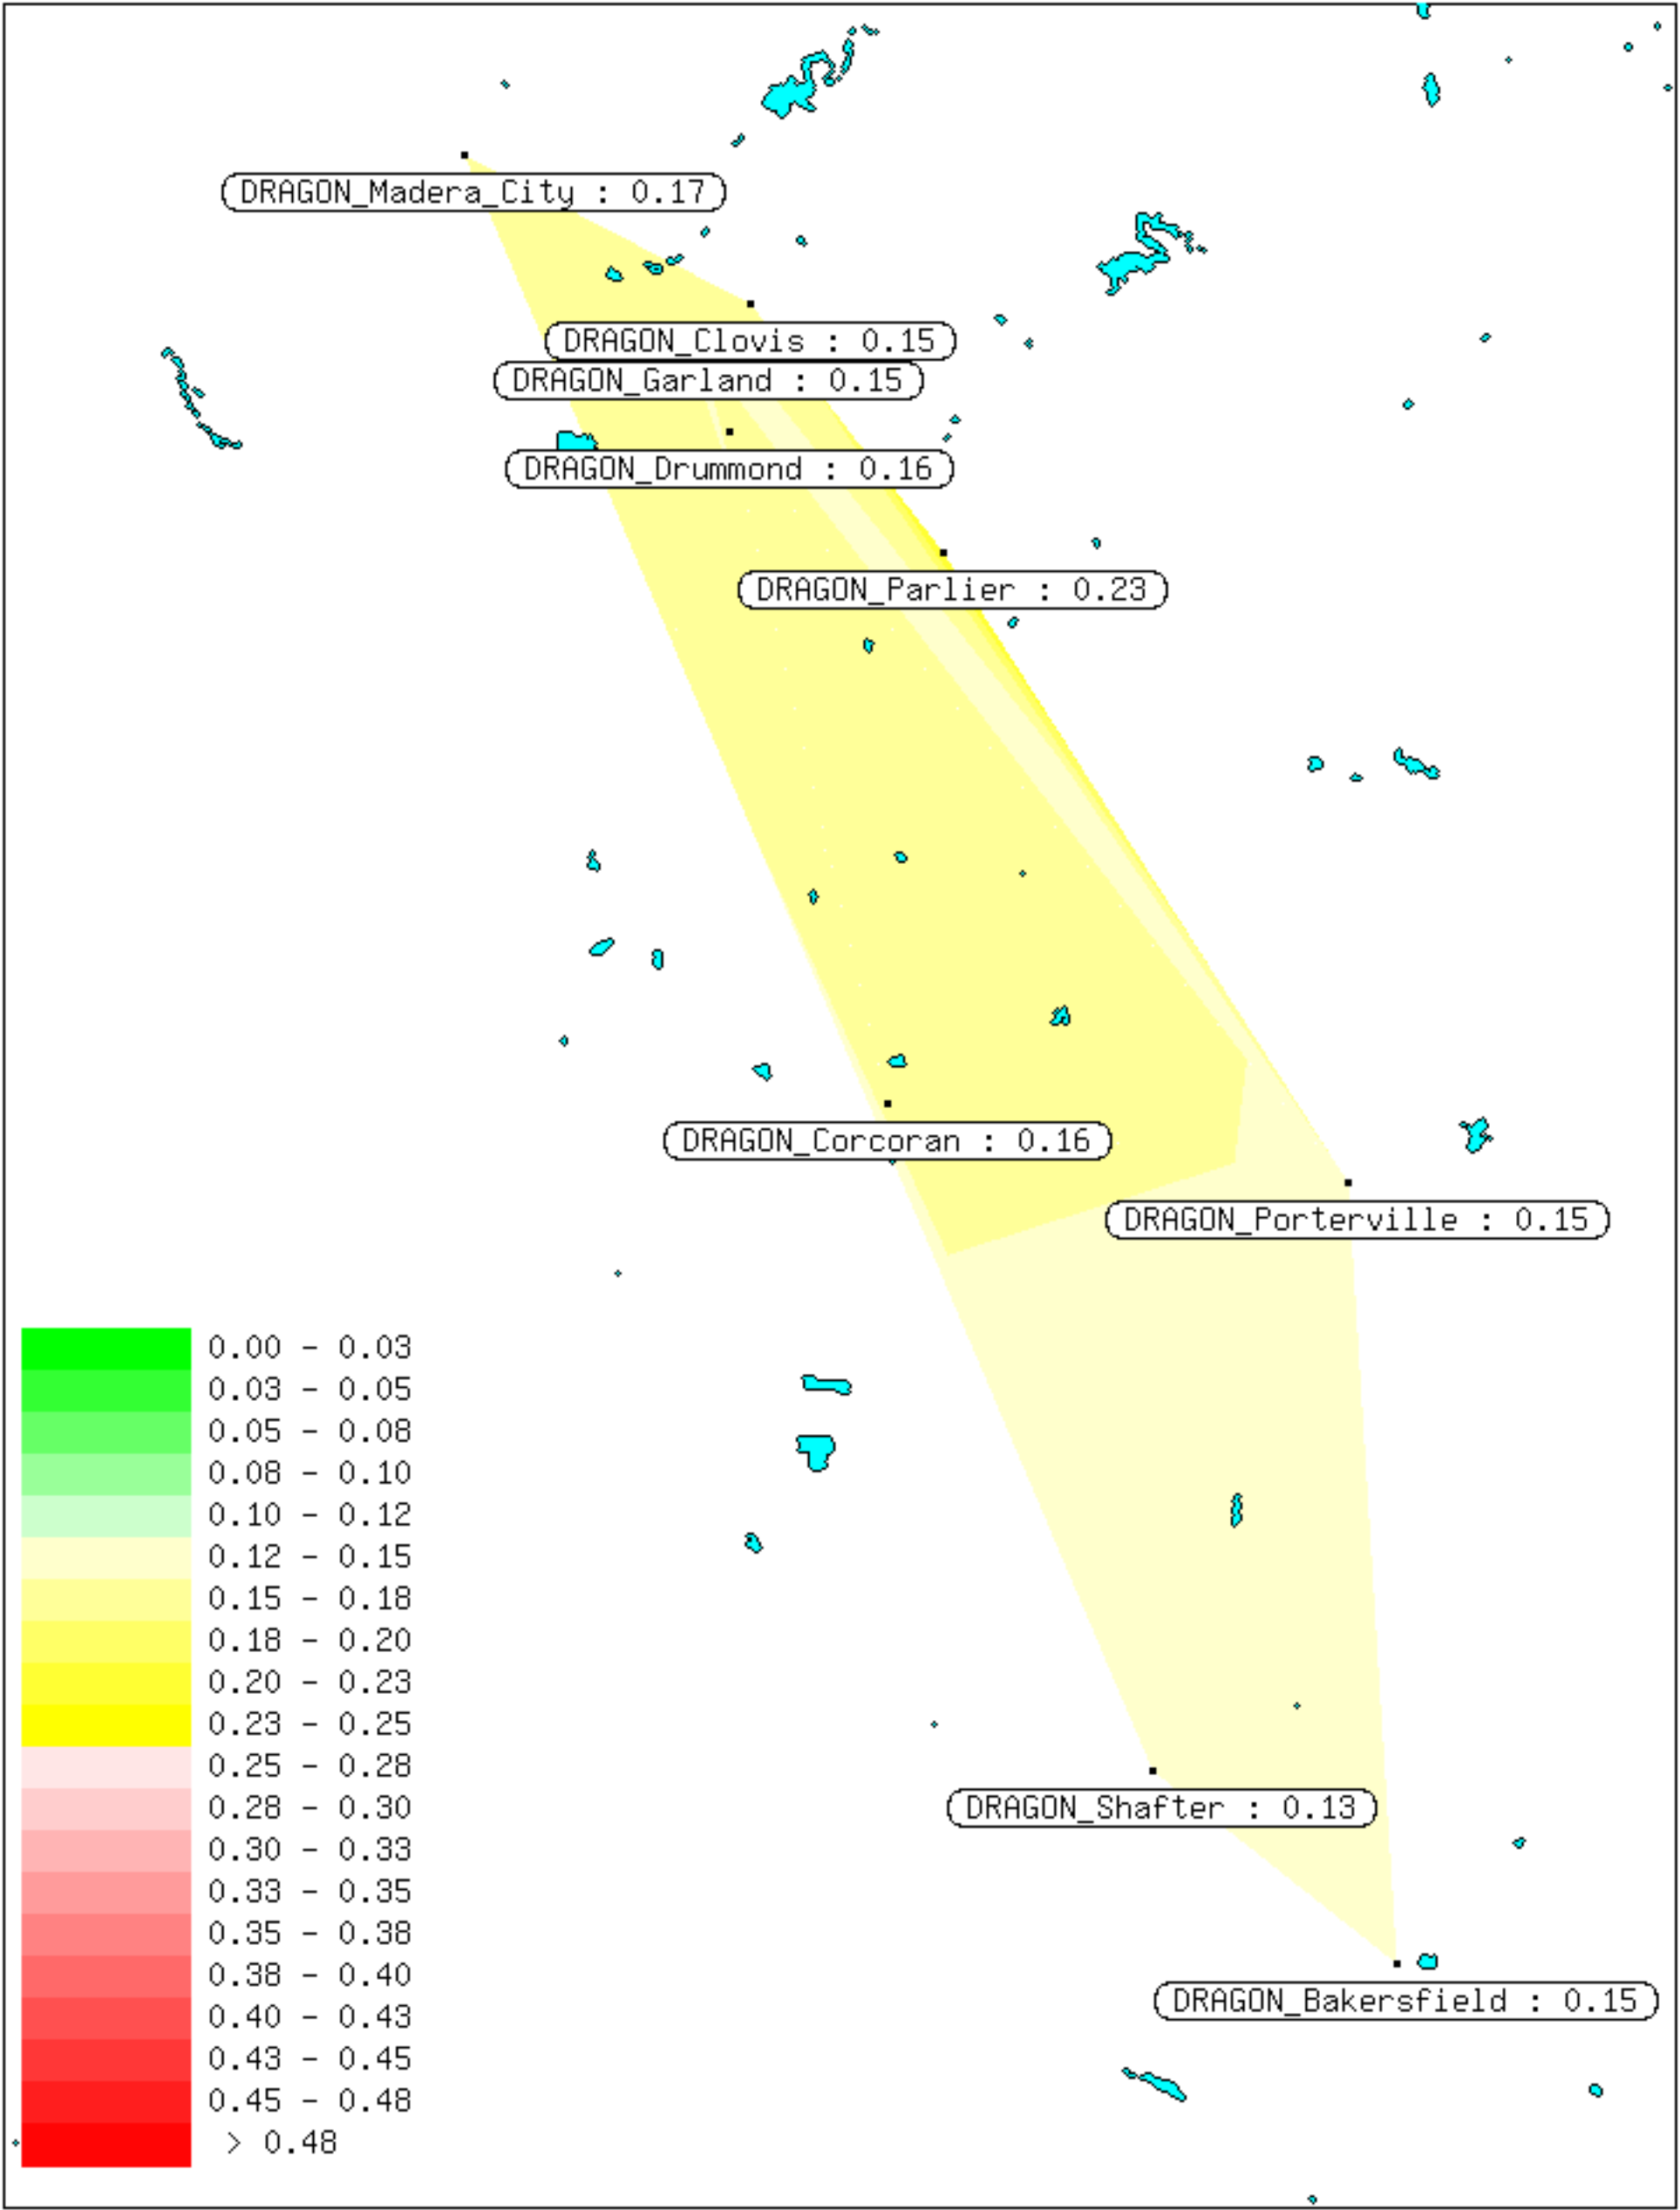 DRAGON_Madera_City : 0.17
DRAGON_Clovis : 0.15
DRAGON_Garland : 0.15
DRAGON_Drummond : 0.16
DRAGON_Parlier : 0.23
DRAGON_Corcoran : 0.16
DRAGON_Porterville : 0.15
DRAGON_Shafter : 0.13
DRAGON_Bakersfield : 0.15
0.00 - 0.03
0.03 - 0.05
0.05 - 0.08
0.08 - 0.10
0.10 - 0.12
0.12 - 0.15
0.15 - 0.18
0.18 - 0.20
0.20 - 0.23
0.23 - 0.25
0.25 - 0.28
0.28 - 0.30
0.30 - 0.33
0.33 - 0.35
0.35 - 0.38
0.38 - 0.40
0.40 - 0.43
0.43 - 0.45
0.45 - 0.48
> 0.48